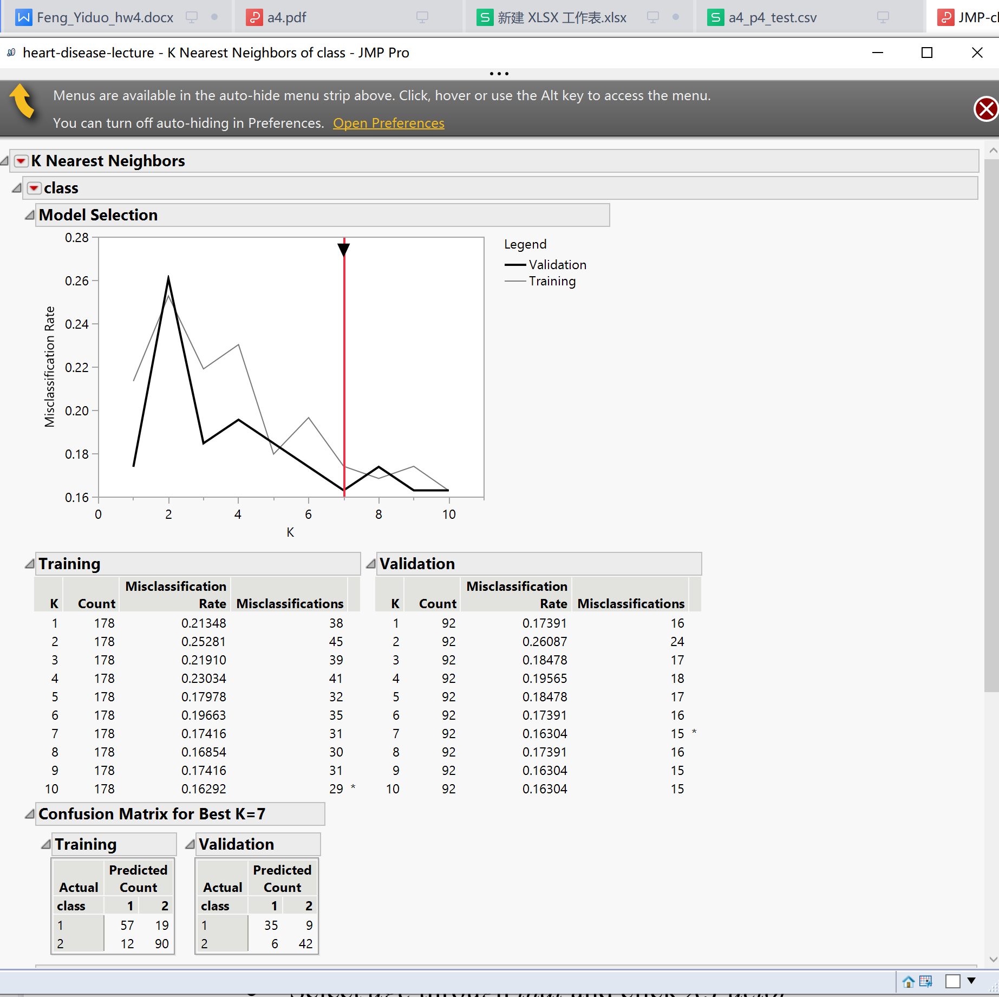 Feng_Yiduo_hw4.docx
a4.pdf
新建 XLSX 工作表.xlsx
a4_p4_test.csv
heart-disease-lecture - K Nearest Neighbors of class - JMP Pro
Menus are available in the auto-hide menu strip above. Click, hover or use the Alt key to access the menu.
You can turn off auto-hiding in Preferences. Open Preferences
K Nearest Neighbors
class
Model Selection
0.28
0.26
0.24
0.22
0.20
0.18
0.16
Misclassification Rate
0 2 4 6 8 10
K
Legend
Validation
Training
Training
Misclassification
K Count Rate Misclassifications
1 178 0.21348 38
2 178 0.25281 45
3 178 0.21910 39
4 178 0.23034 41
5 178 0.17978 32
6 178 0.19663 35
7 178 0.17416 31
8 178 0.16854 30
9 178 0.17416 31
10 178 0.16292 29 *
Validation
Misclassification
K Count Rate Misclassifications
1 92 0.17391 16
2 92 0.26087 24
3 92 0.18478 17
4 92 0.19565 18
5 92 0.18478 17
6 92 0.17391 16
7 92 0.16304 15 *
8 92 0.17391 16
9 92 0.16304 15
10 92 0.16304 15
Confusion Matrix for Best K=7
Training
Predicted
Actual Count
class 1 2
1 57 19
2 12 90
Validation
Predicted
Actual Count
class 1 2
1 35 9
2 6 42